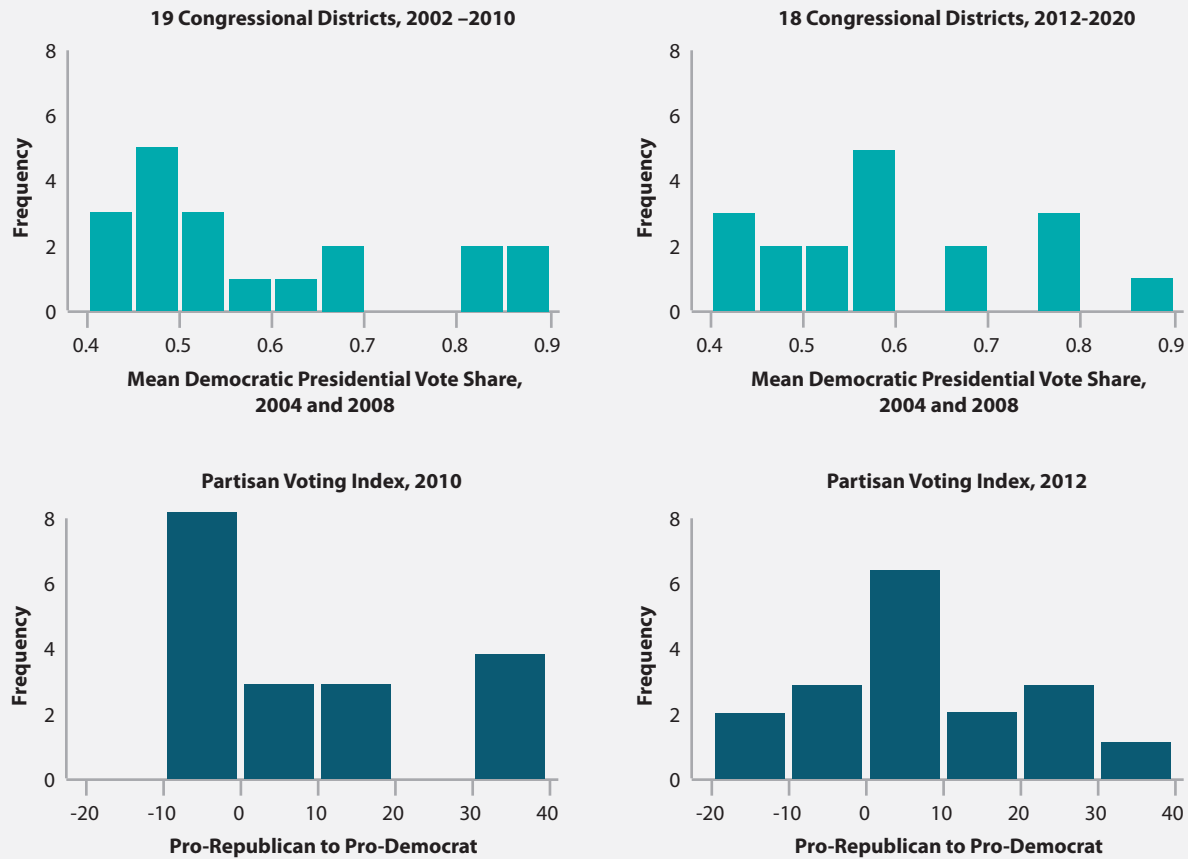 19 Congressional Districts, 2002 –2010
8
6
4
2
0
Frequency
0.4 0.5 0.6 0.7 0.8 0.9
Mean Democratic Presidential Vote Share,
2004 and 2008
18 Congressional Districts, 2012-2020
8
6
4
2
0
Frequency
0.4 0.5 0.6 0.7 0.8 0.9
Mean Democratic Presidential Vote Share,
2004 and 2008
Partisan Voting Index, 2010
8
6
4
2
0
Frequency
-20 -10 0 10 20 30 40
Pro-Republican to Pro-Democrat
Partisan Voting Index, 2012
8
6
4
2
0
Frequency
-20 -10 0 10 20 30 40
Pro-Republican to Pro-Democrat